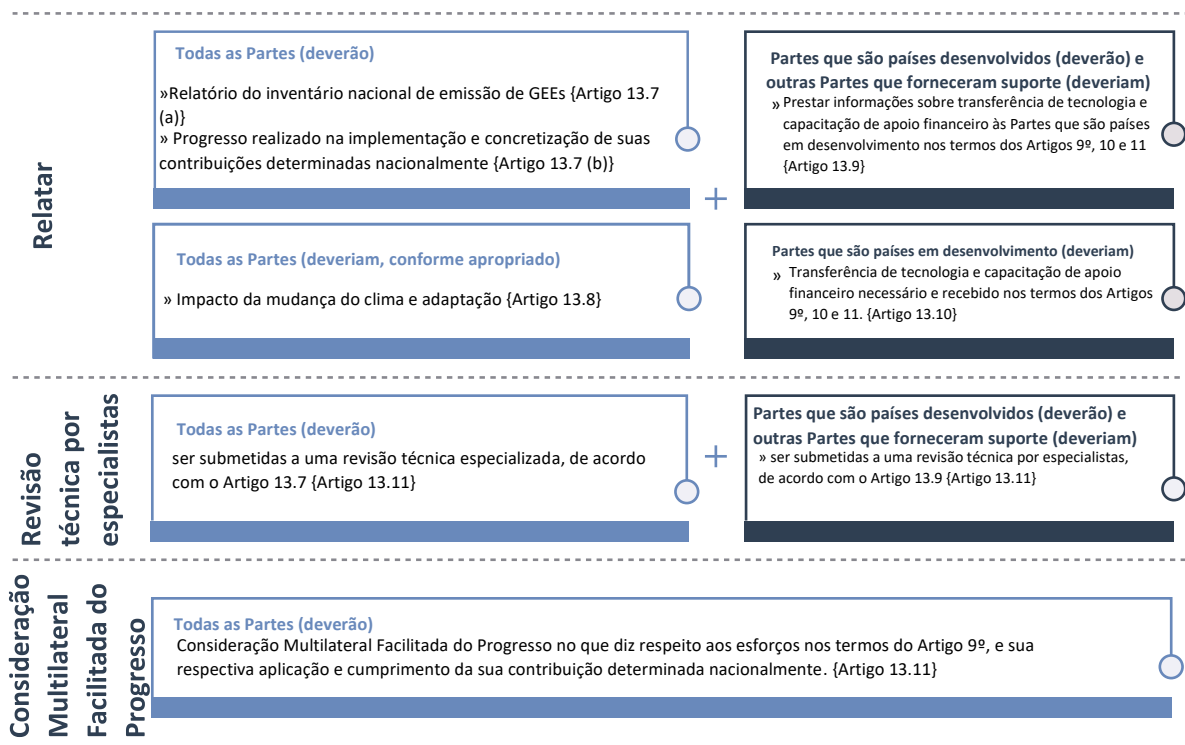 Relatar
Todas as Partes (deverão)
»Relatório do inventário nacional de emissão de GEEs {Artigo 13.7
(a)}
» Progresso realizado na implementação e concretização de suas
contribuições determinadas nacionalmente {Artigo 13.7 (b)}
+
Partes que são países desenvolvidos (deverão) e
outras Partes que forneceram suporte (deveriam)
» Prestar informações sobre transferência de tecnologia e
capacitação de apoio financeiro às Partes que são países
em desenvolvimento nos termos dos Artigos 9º, 10 e 11
{Artigo 13.9}
Todas as Partes (deveriam, conforme apropriado)
» Impacto da mudança do clima e adaptação {Artigo 13.8}
Partes que são países em desenvolvimento (deveriam)
» Transferência de tecnologia e capacitação de apoio
financeiro necessário e recebido nos termos dos Artigos
9º, 10 e 11. {Artigo 13.10}
Revisão
técnica por
especialistas
Todas as Partes (deverão)
ser submetidas a uma revisão técnica especializada, de acordo
com o Artigo 13.7 {Artigo 13.11}
+
Partes que são países desenvolvidos (deverão) e
outras Partes que forneceram suporte (deveriam)
» ser submetidas a uma revisão técnica por especialistas,
de acordo com o Artigo 13.9 {Artigo 13.11}
Consideração
Multilateral
Facilitada do
Progresso
Todas as Partes (deverão)
Consideração Multilateral Facilitada do Progresso no que diz respeito aos esforços nos termos do Artigo 9º, e sua
respectiva aplicação e cumprimento da sua contribuição determinada nacionalmente. {Artigo 13.11}